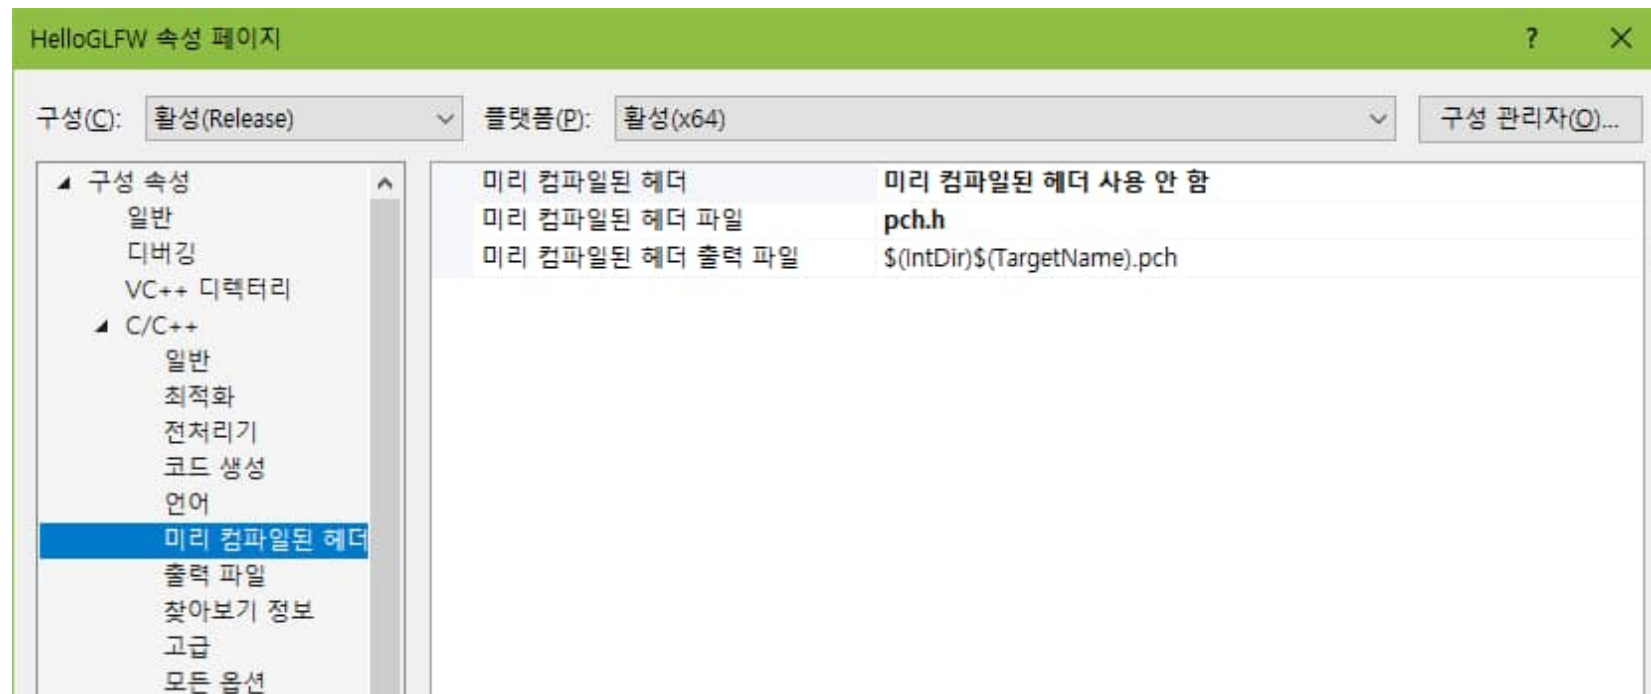 HelloGLFW 속성 페이지
구성(C): 활성(Release) 플랫폼(P): 활성(x64) 구성 관리자(O)...
구성 속성
일반
디버깅
VC++ 디렉터리
C/C++
일반
최적화
전처리기
코드 생성
언어
미리 컴파일된 헤더
출력 파일
찾아보기 정보
고급
모든 옵션
미리 컴파일된 헤더 미리 컴파일된 헤더 사용 안 함
미리 컴파일된 헤더 파일 pch.h
미리 컴파일된 헤더 출력 파일 $(IntDir)$(TargetName).pch